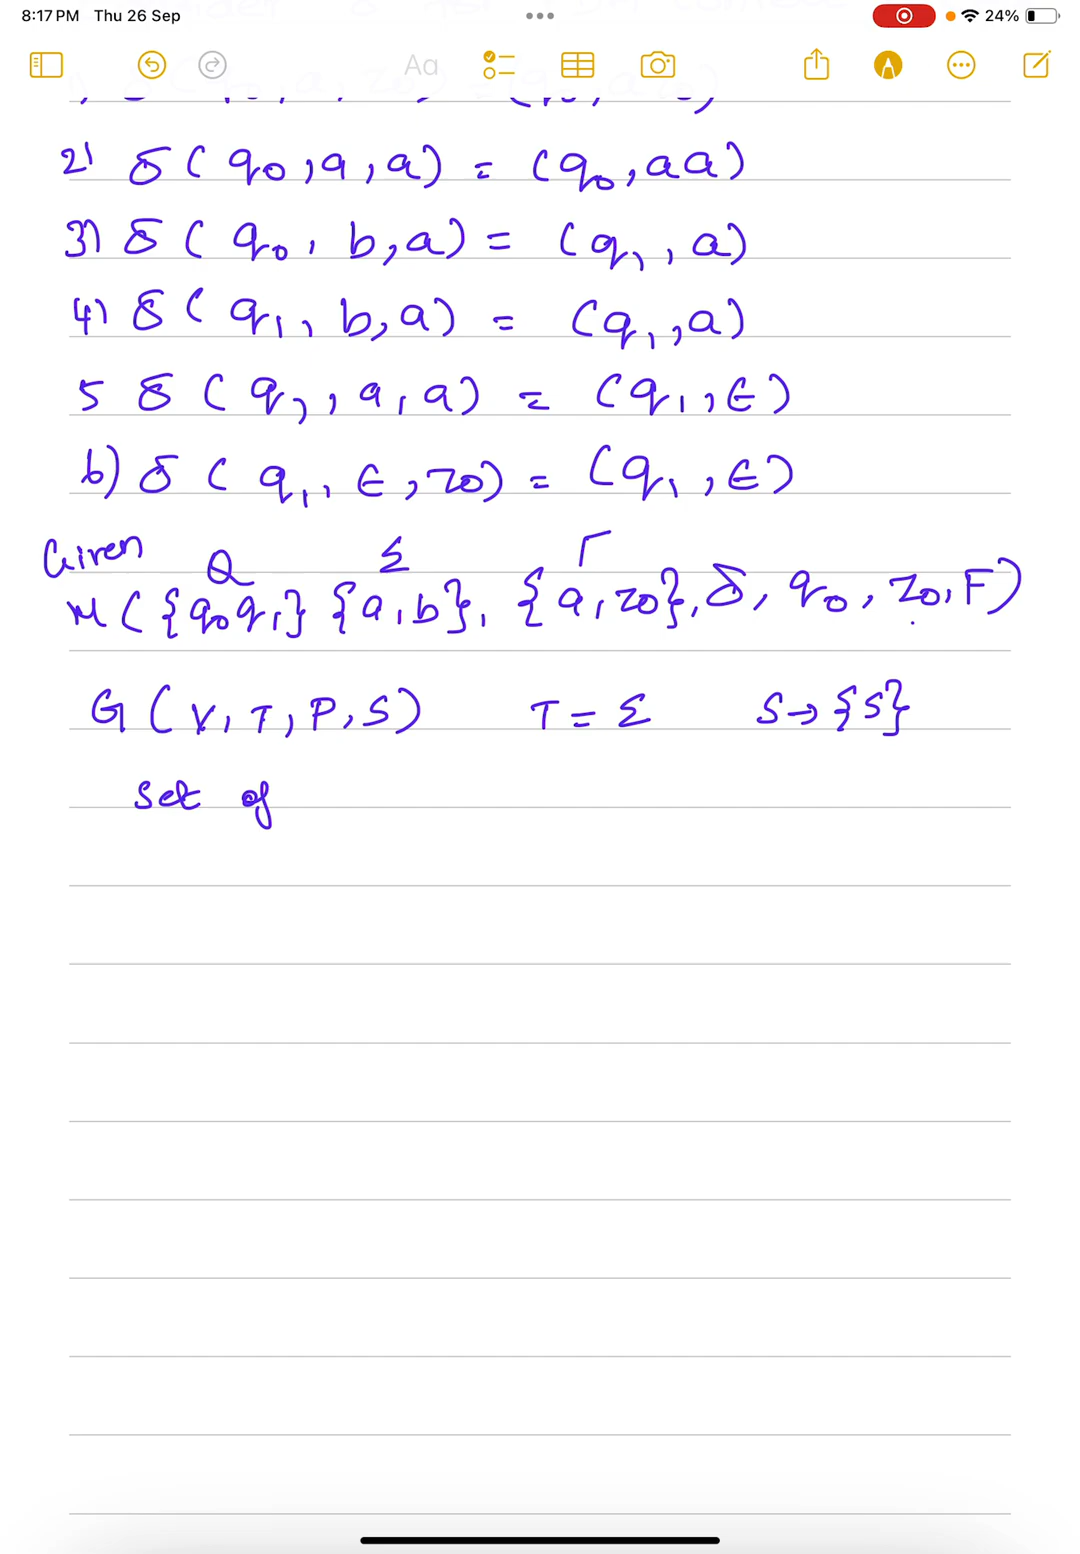 8:17 PM Thu 26 Sep 24%
Aa
2) δ ( q0 , a , a) = (q0 , aa)
3) δ ( q0 , b, a) = (q1 , a)
4) δ ( q1 , b, a) = (q1 , a)
5 δ ( q1 , a , a) = (q1 , ∈)
6) δ ( q1 , ∈ , z0) = (q1 , ∈)
Given Q Σ Γ
M ( {q0 q1} {a , b}, {a , z0}, δ, q0 , z0 , F)
G ( V, T, P, S) T = Σ S → {S}
Set of